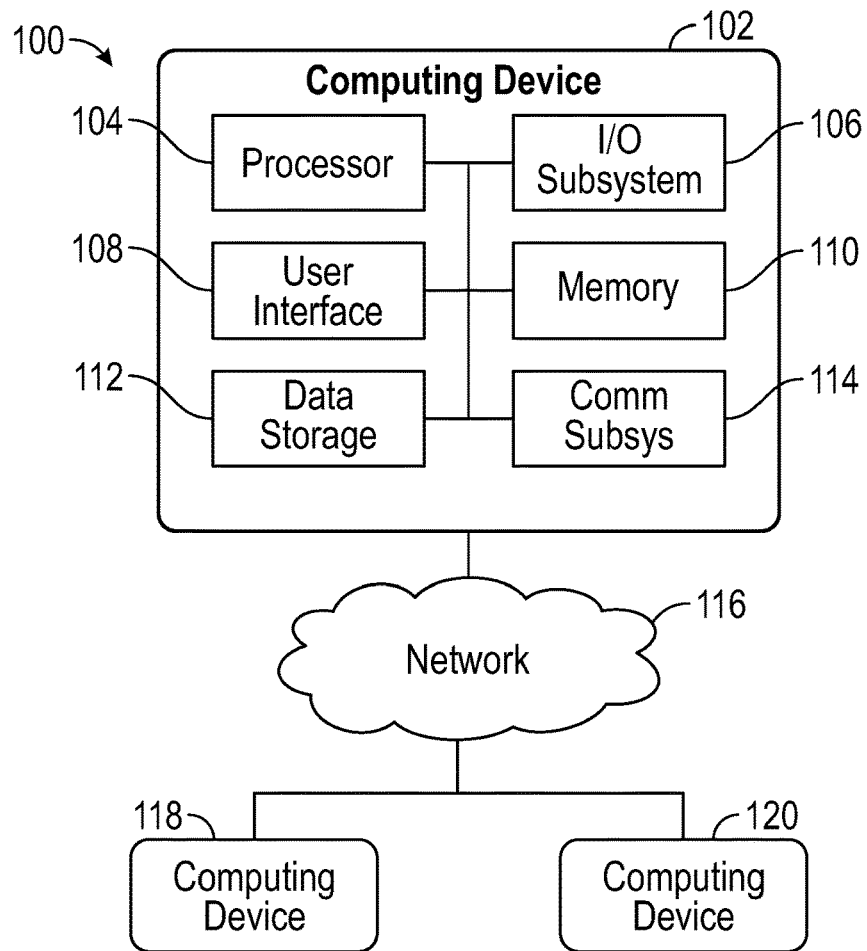 100
102
Computing Device
104
Processor
I/O
Subsystem
106
108
User
Interface
Memory
110
112
Data
Storage
Comm
Subsys
114
116
Network
118
120
Computing
Device
Computing
Device